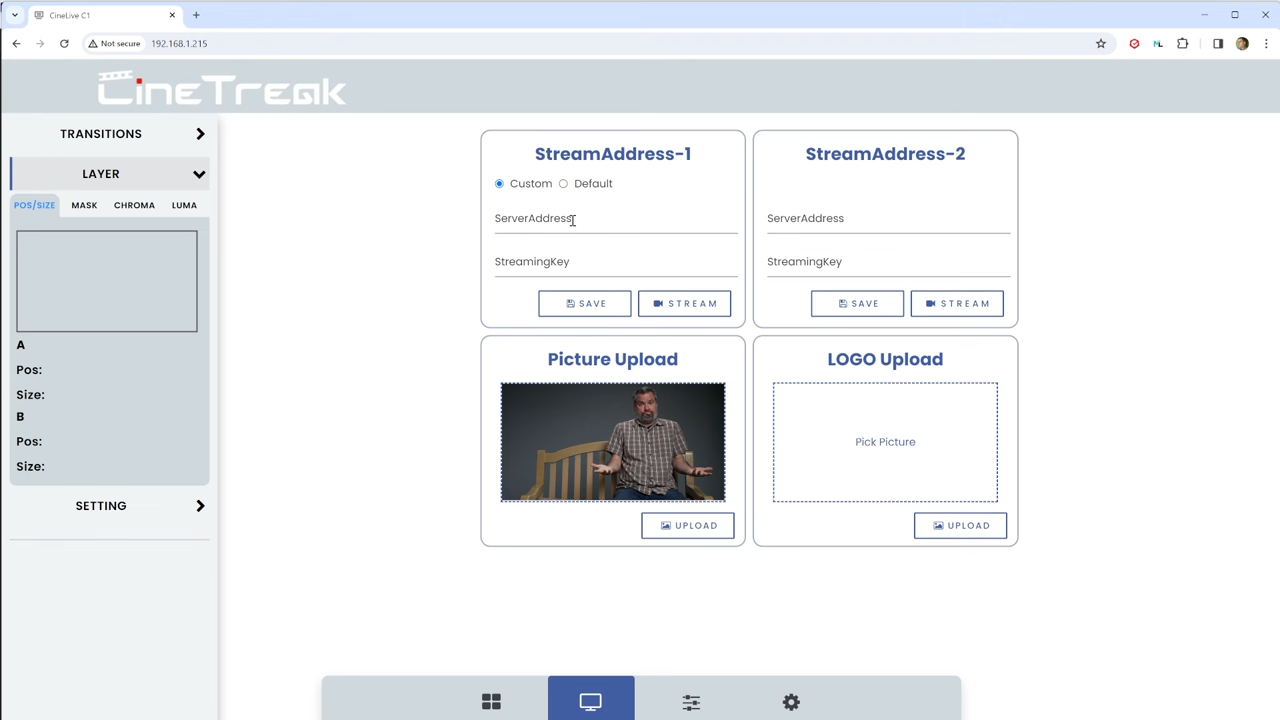 CineLive C1
Not secure
192.168.1.215
CineTreak
TRANSITIONS
LAYER
POS/SIZE
MASK
CHROMA
LUMA
A
Pos:
Size:
B
Pos:
Size:
SETTING
StreamAddress-1
Custom
Default
ServerAddress
StreamingKey
SAVE
STREAM
StreamAddress-2
ServerAddress
StreamingKey
SAVE
STREAM
Picture Upload
UPLOAD
LOGO Upload
Pick Picture
UPLOAD